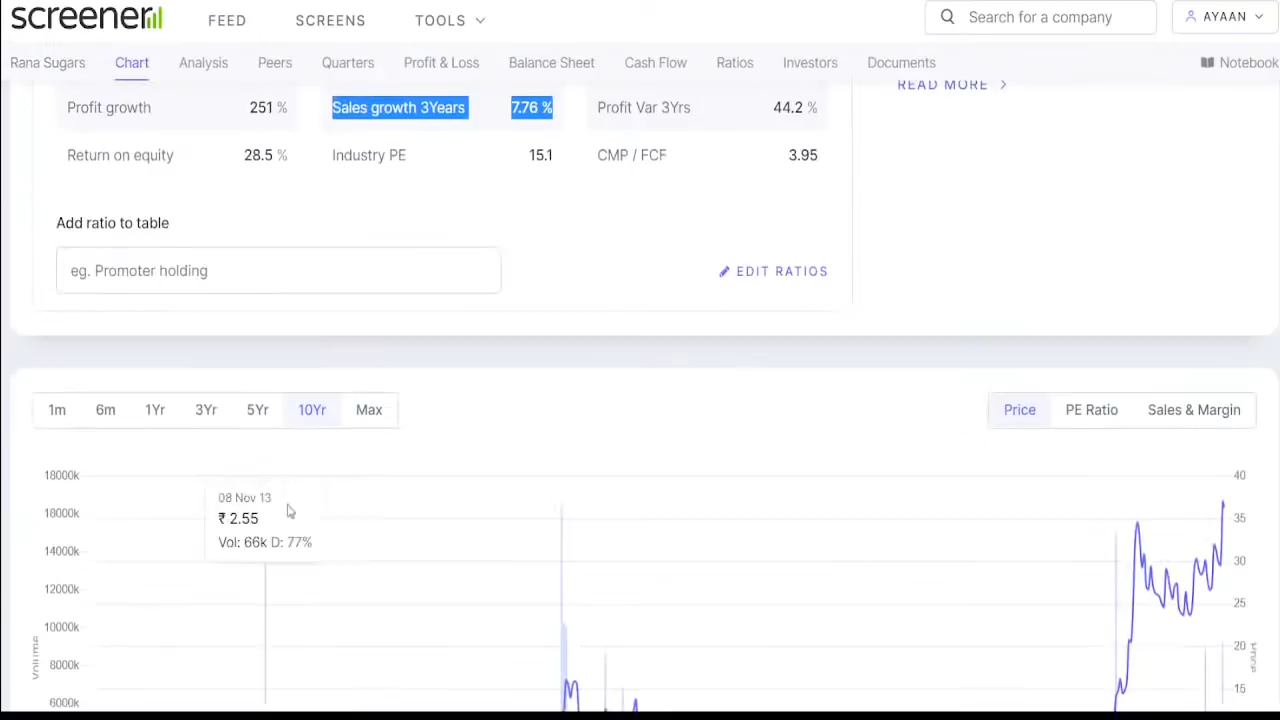 screener
FEED SCREENS TOOLS
Search for a company
AYAAN
Rana Sugars Chart Analysis Peers Quarters Profit & Loss Balance Sheet Cash Flow Ratios Investors Documents Notebook
READ MORE
Profit growth 251 % Sales growth 3Years 7.76 % Profit Var 3Yrs 44.2 %
Return on equity 28.5 % Industry PE 15.1 CMP / FCF 3.95
Add ratio to table
eg. Promoter holding
EDIT RATIOS
1m 6m 1Yr 3Yr 5Yr 10Yr Max
Price PE Ratio Sales & Margin
18000k 40
08 Nov 13
16000k 35
₹ 2.55
Vol: 66k D: 77%
14000k 30
12000k 25
10000k 20
8000k 15
6000k
Volume
Price